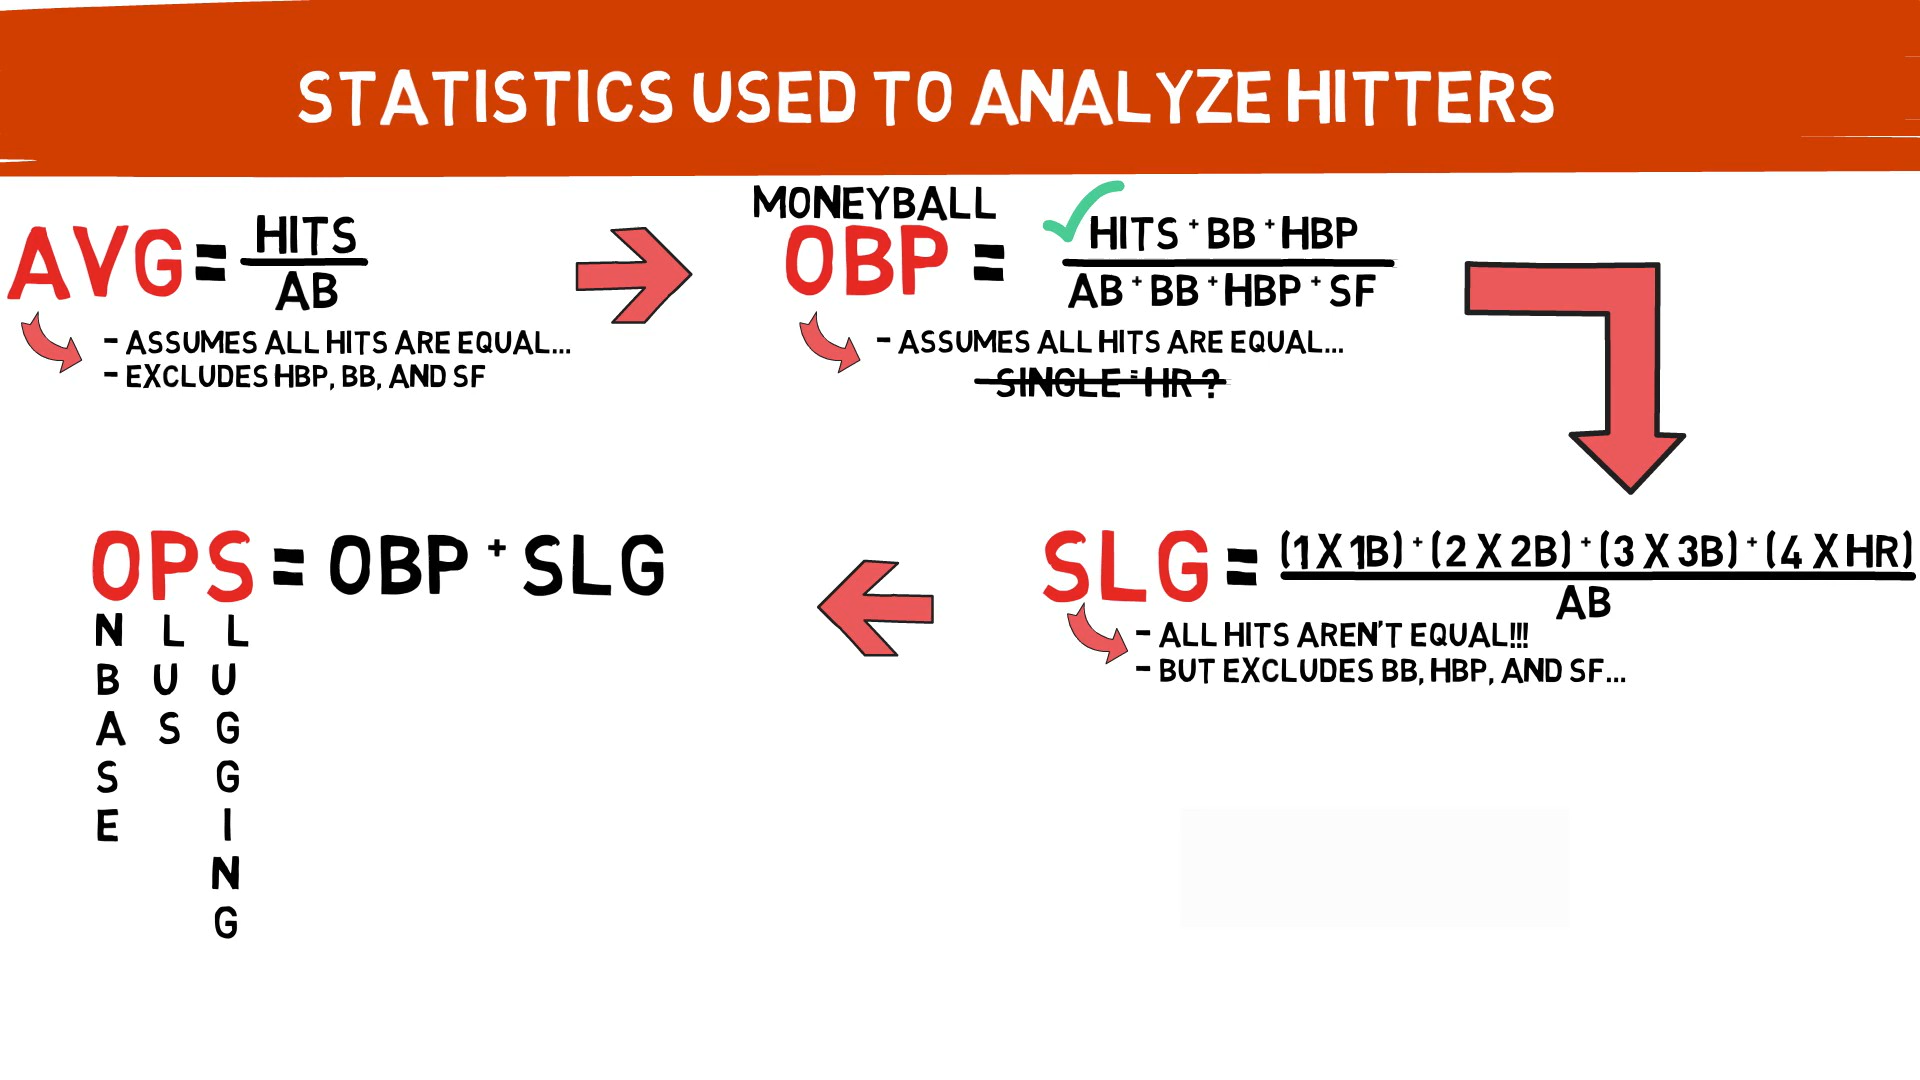 STATISTICS USED TO ANALYZE HITTERS
AVG = HITS
AB
- ASSUMES ALL HITS ARE EQUAL...
- EXCLUDES HBP, BB, AND SF
MONEYBALL
OBP = HITS + BB + HBP
AB + BB + HBP + SF
- ASSUMES ALL HITS ARE EQUAL...
SINGLE = HR ?
SLG = (1 X 1B) + (2 X 2B) + (3 X 3B) + (4 X HR)
AB
- ALL HITS AREN'T EQUAL!!!
- BUT EXCLUDES BB, HBP, AND SF...
OPS = OBP + SLG
N L L
B U U
A S G
S G
E I
N
G